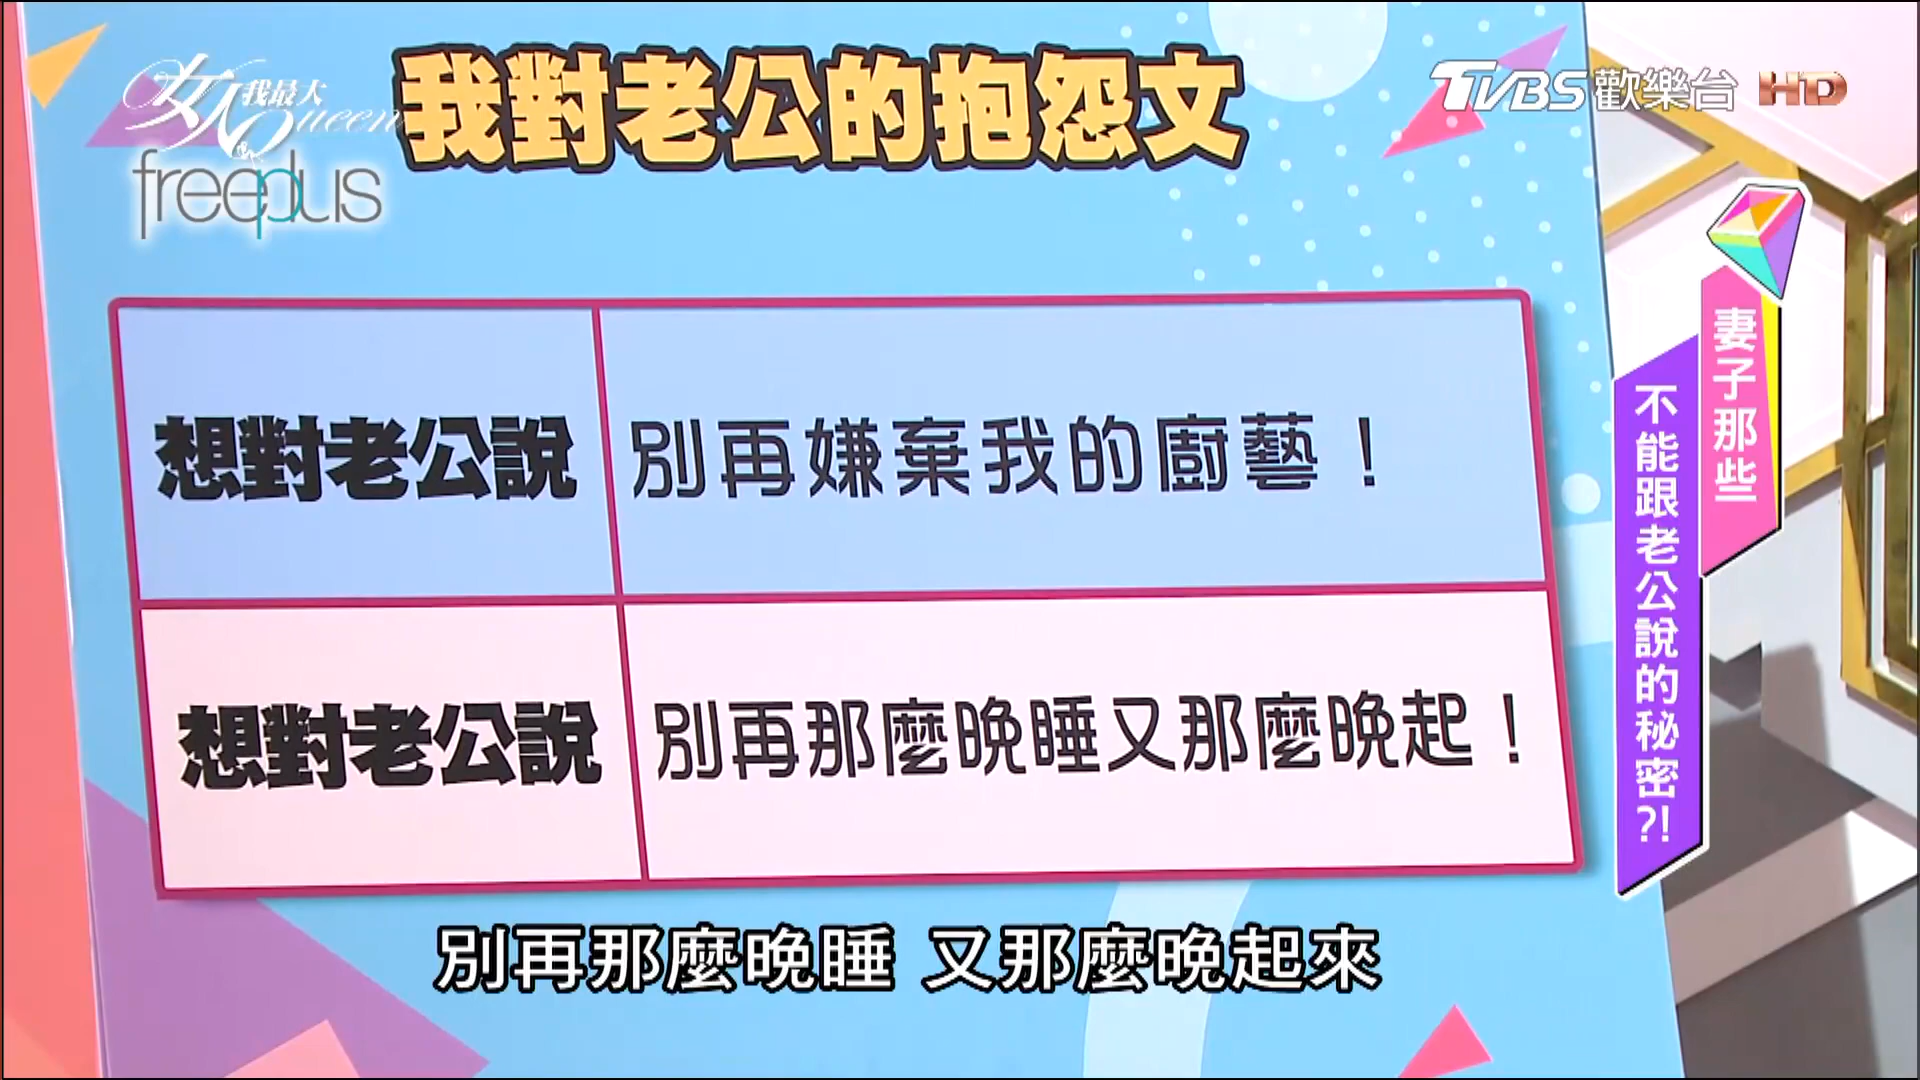 女人我最大
Queen
freeplus
我對老公的抱怨文
TVBS歡樂台 HD
想對老公說
別再嫌棄我的廚藝！
想對老公說
別再那麼晚睡又那麼晚起！
妻子那些
不能跟老公說的秘密?!
別再那麼晚睡 又那麼晚起來